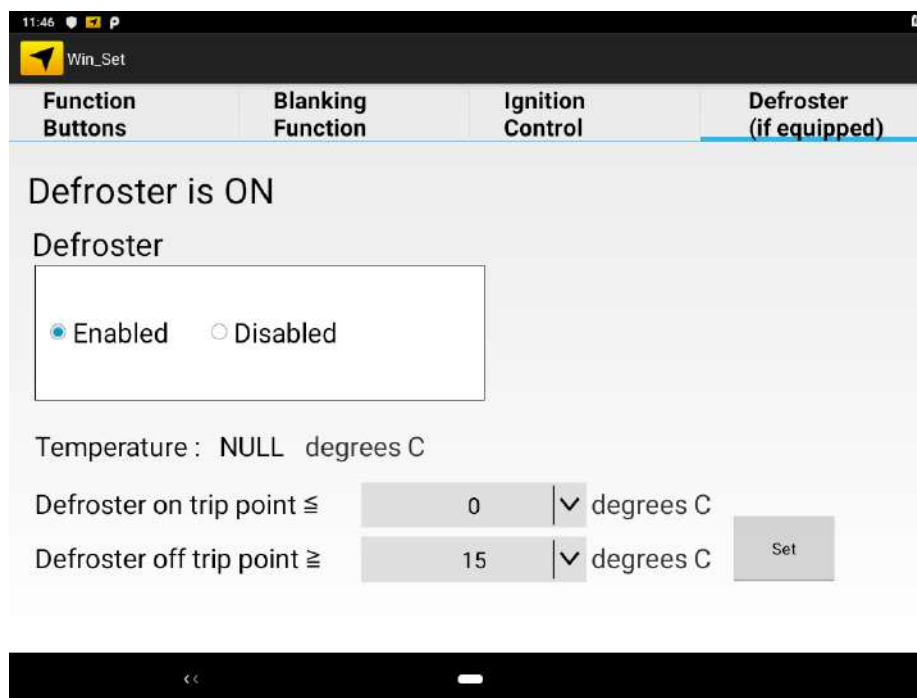 11:46
Win_Set
Function Buttons
Blanking Function
Ignition Control
Defroster (if equipped)
Defroster is ON
Defroster
Enabled Disabled
Temperature : NULL degrees C
Defroster on trip point ≦ 0 degrees C
Defroster off trip point ≧ 15 degrees C
Set